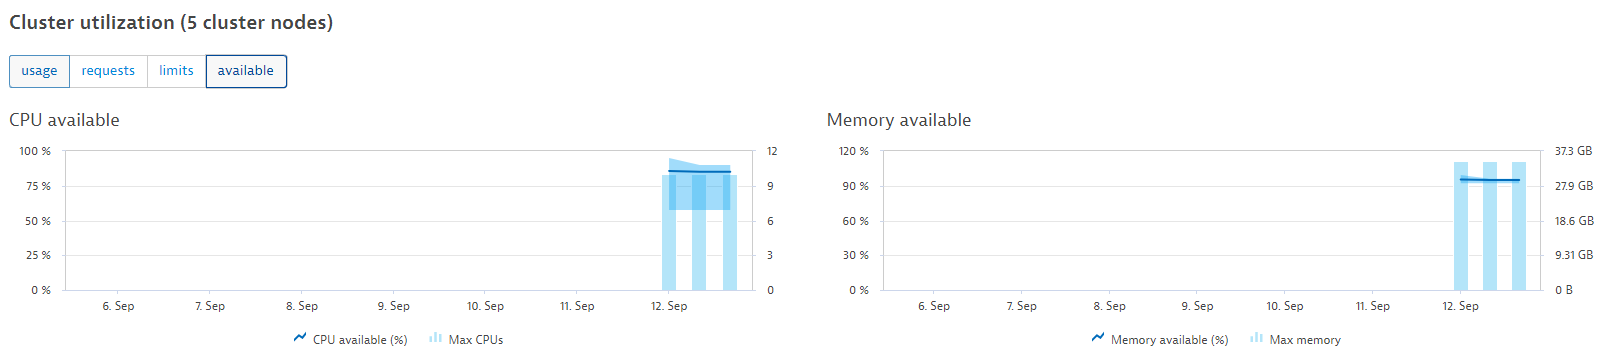 Cluster utilization (5 cluster nodes)
usage requests limits available
CPU available
100 % 12
75 % 9
50 % 6
25 % 3
0 % 0
6. Sep 7. Sep 8. Sep 9. Sep 10. Sep 11. Sep 12. Sep
CPU available (%) Max CPUs
Memory available
120 % 37.3 GB
90 % 27.9 GB
60 % 18.6 GB
30 % 9.31 GB
0 % 0 B
6. Sep 7. Sep 8. Sep 9. Sep 10. Sep 11. Sep 12. Sep
Memory available (%) Max memory